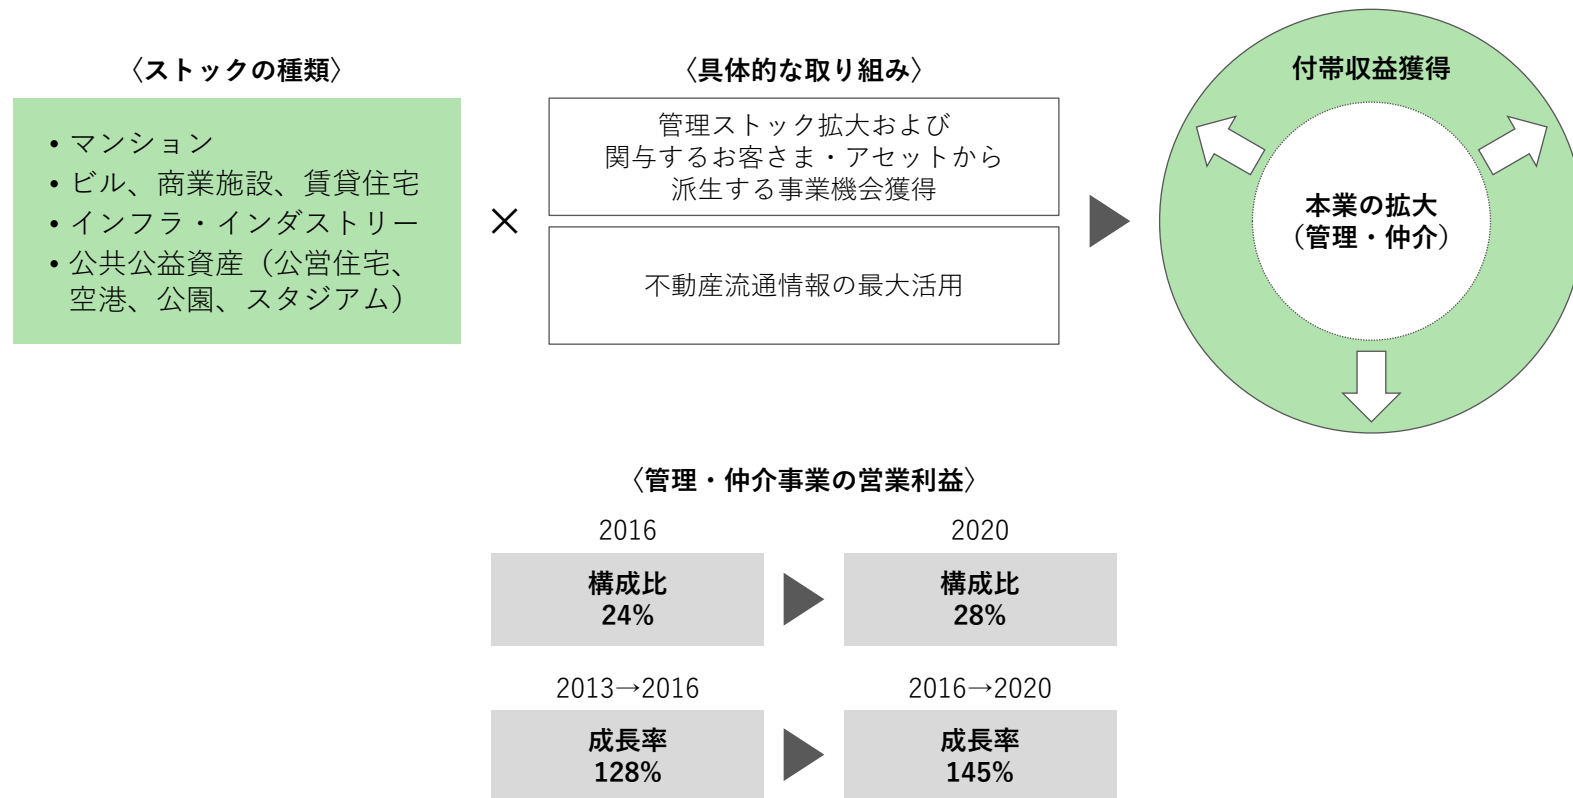 〈ストックの種類〉
• マンション
• ビル、商業施設、賃貸住宅
• インフラ・インダストリー
• 公共公益資産（公営住宅、
空港、公園、スタジアム）
×
〈具体的な取り組み〉
管理ストック拡大および
関与するお客さま・アセットから
派生する事業機会獲得
不動産流通情報の最大活用
付帯収益獲得
本業の拡大
（管理・仲介）
〈管理・仲介事業の営業利益〉
2016
構成比
24%
2020
構成比
28%
2013→2016
成長率
128%
2016→2020
成長率
145%